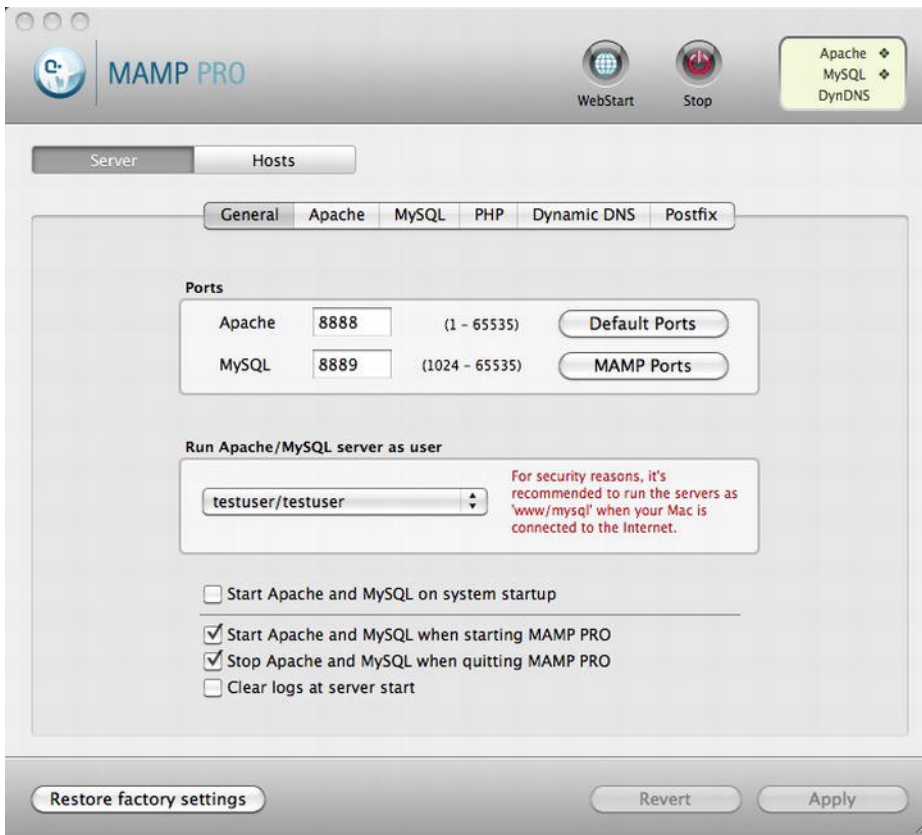 MAMP PRO
WebStart
Stop
Apache
MySQL
DynDNS
Server
Hosts
General
Apache
MySQL
PHP
Dynamic DNS
Postfix
Ports
Apache 8888 (1 - 65535) Default Ports
MySQL 8889 (1024 - 65535) MAMP Ports
Run Apache/MySQL server as user
testuser/testuser
For security reasons, it's
recommended to run the servers as
'www/mysql' when your Mac is
connected to the Internet.
Start Apache and MySQL on system startup
Start Apache and MySQL when starting MAMP PRO
Stop Apache and MySQL when quitting MAMP PRO
Clear logs at server start
Restore factory settings
Revert
Apply